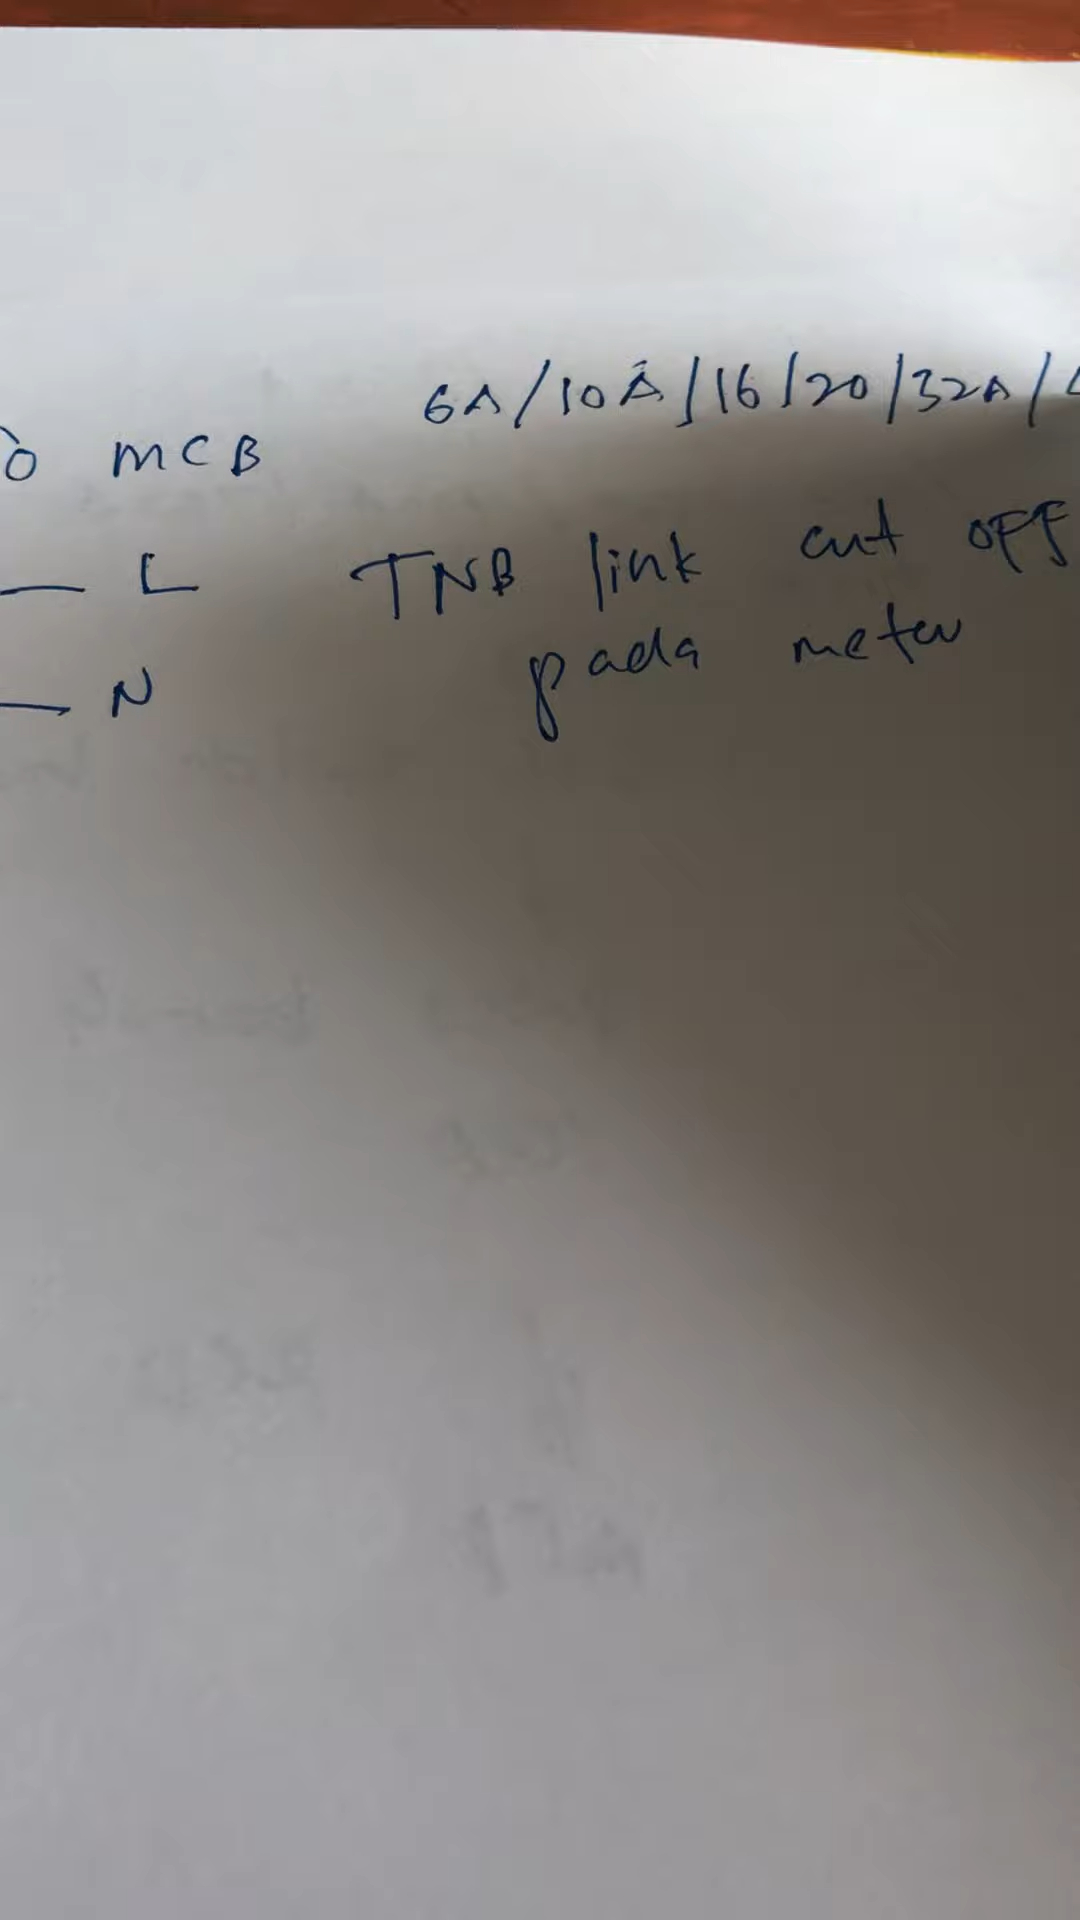 6A/10A/16/20/32A/
MCB
L TNB link cut off
pada meter
N